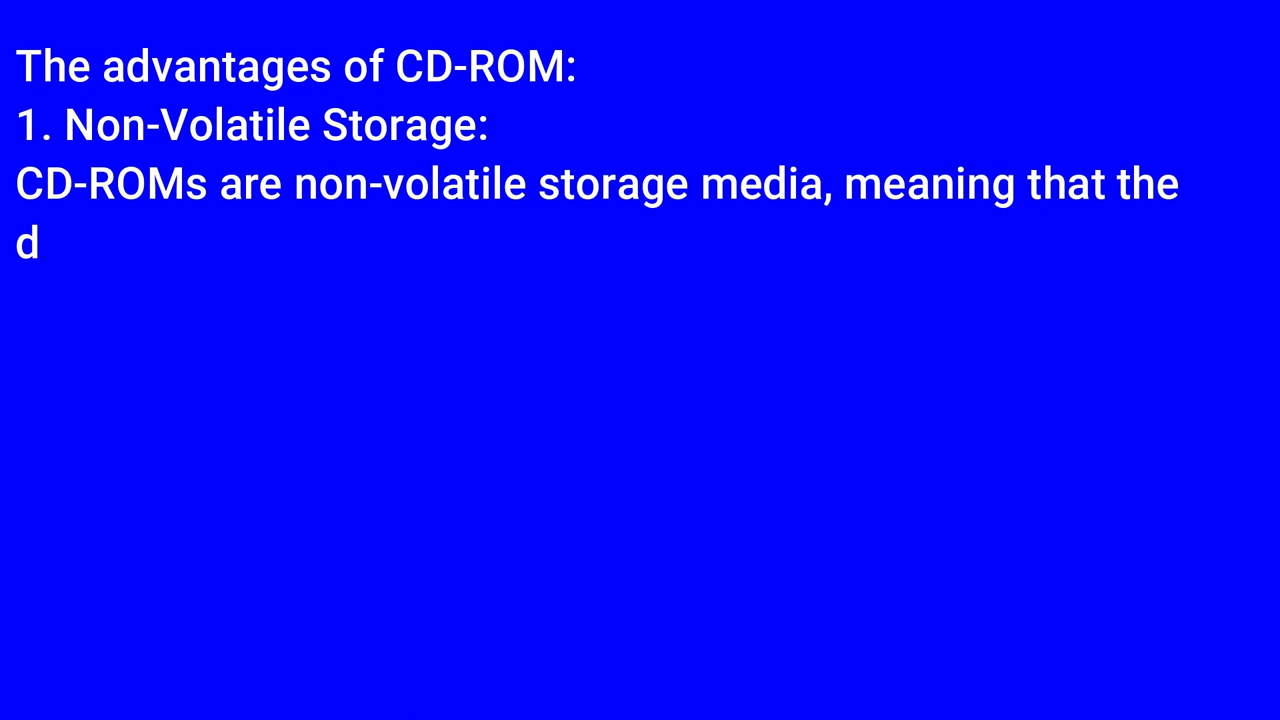 The advantages of CD-ROM:
1. Non-Volatile Storage:
CD-ROMs are non-volatile storage media, meaning that the
d